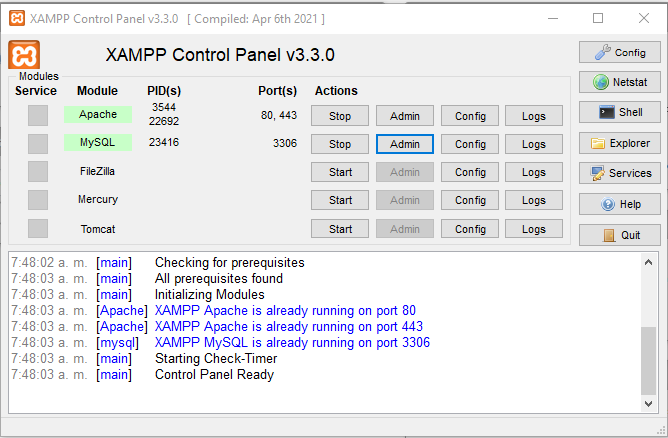 XAMPP Control Panel v3.3.0 [ Compiled: Apr 6th 2021 ]
XAMPP Control Panel v3.3.0
Config
Modules
Service Module PID(s) Port(s) Actions
Netstat
Apache 3544 22692 80, 443 Stop Admin Config Logs
Shell
MySQL 23416 3306 Stop Admin Config Logs
Explorer
FileZilla Start Admin Config Logs
Services
Mercury Start Admin Config Logs
Help
Tomcat Start Admin Config Logs
Quit
7:48:02 a. m. [main] Checking for prerequisites
7:48:03 a. m. [main] All prerequisites found
7:48:03 a. m. [main] Initializing Modules
7:48:03 a. m. [Apache] XAMPP Apache is already running on port 80
7:48:03 a. m. [Apache] XAMPP Apache is already running on port 443
7:48:03 a. m. [mysql] XAMPP MySQL is already running on port 3306
7:48:03 a. m. [main] Starting Check-Timer
7:48:03 a. m. [main] Control Panel Ready